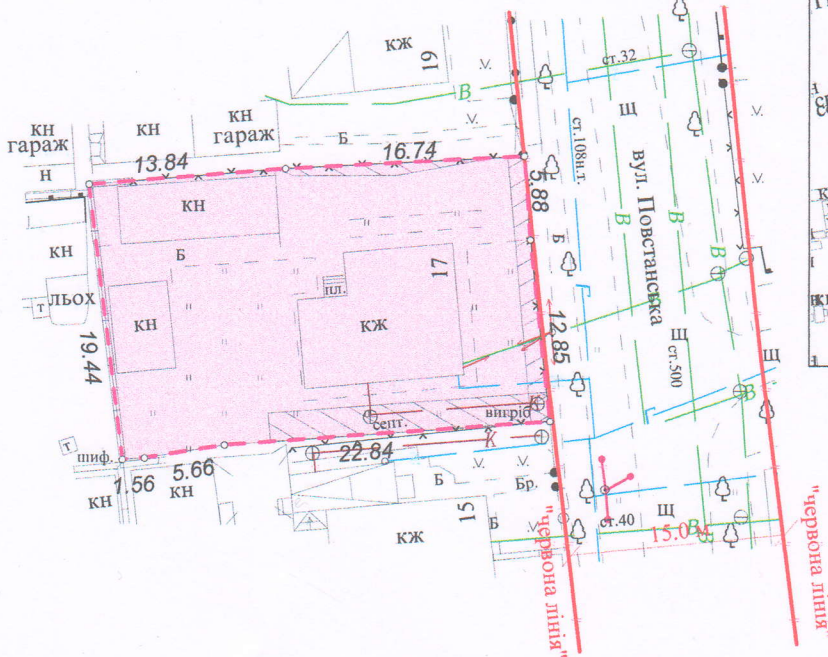 кж
19
.V.
ст.32
В
Щ
кн
гараж
кн
кн
гараж
Б
.V.
ст.108н.т.
вул. Повстанська
.V.
н
13.84
16.74
5.88
кн
Б
Б
В
В
В
кн
льох
т
17
пл.
кн
кж
19.44
12.85
Щ
ст.500
Щ
В
септ.
вигріб
К
К
т
шиф.
22.84
1.56
5.66
кн
кн
Б
Бр.
.V.
.V.
.V.
15
кж
Б
Щ
ст.40
15.0 м
В
"червона лінія"
"червона лінія"